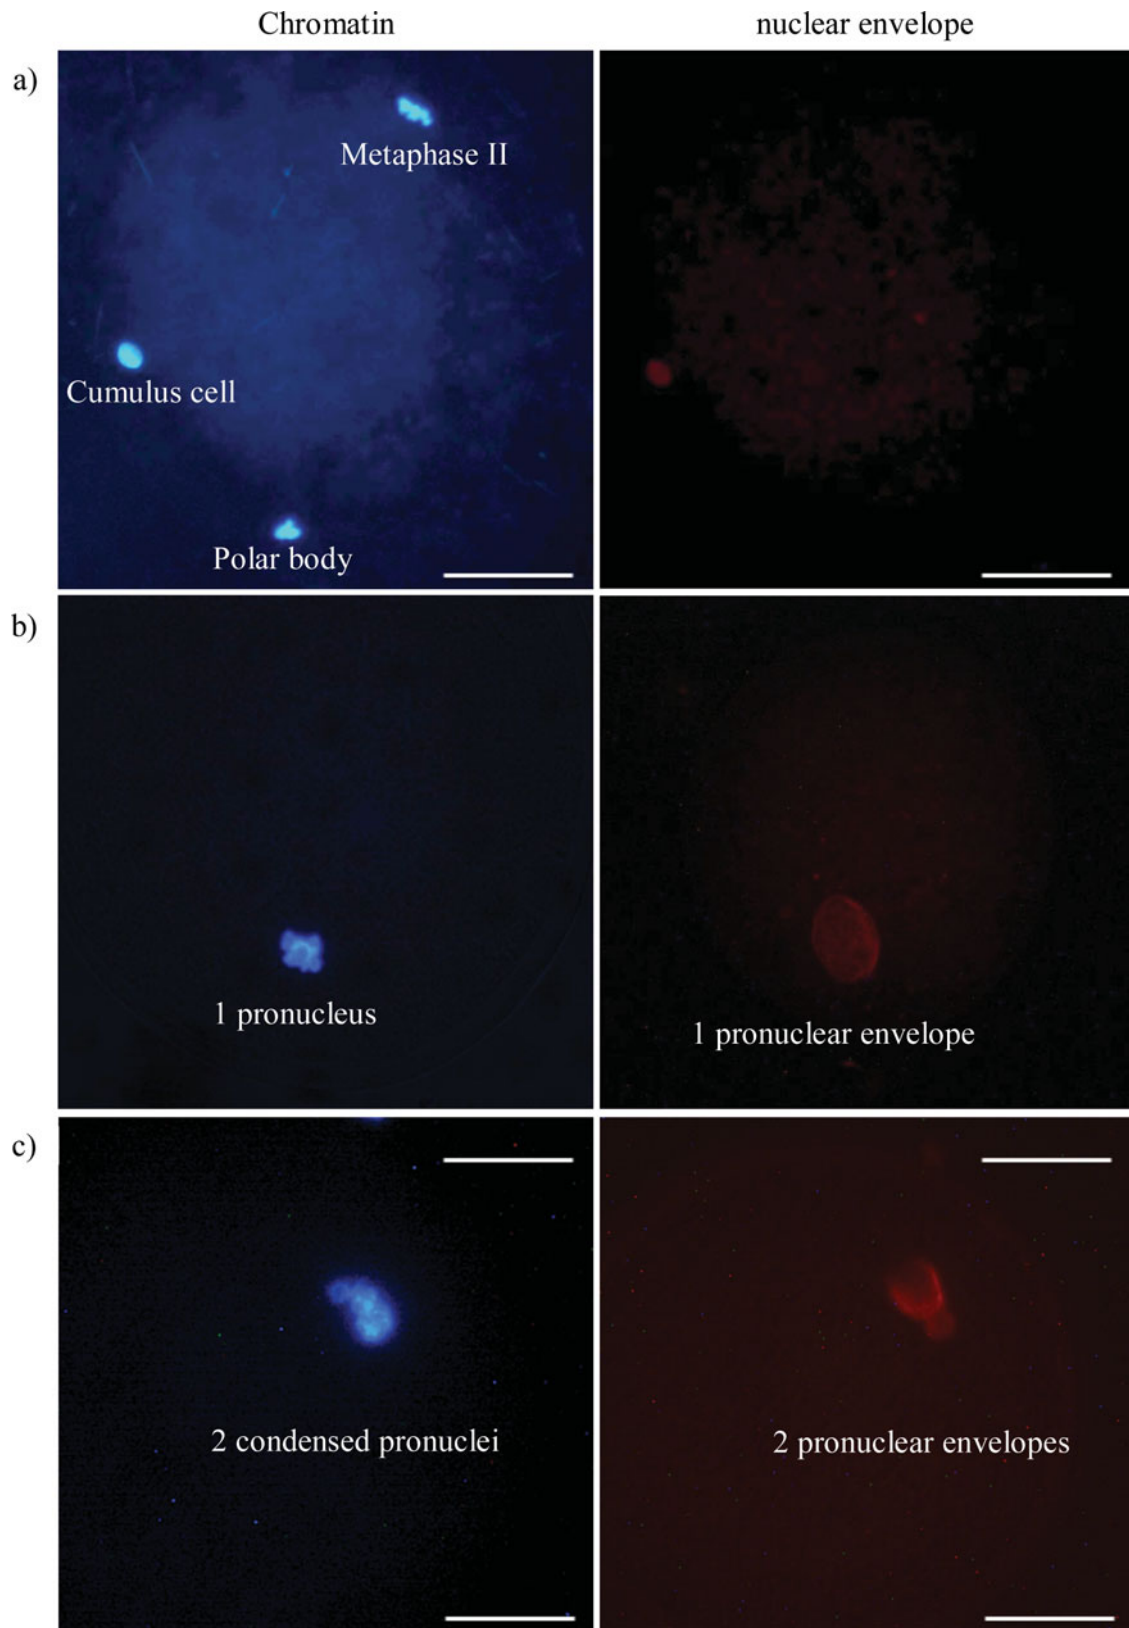 Chromatin
nuclear envelope
a)
Metaphase II
Cumulus cell
Polar body
b)
1 pronucleus
1 pronuclear envelope
c)
2 condensed pronuclei
2 pronuclear envelopes